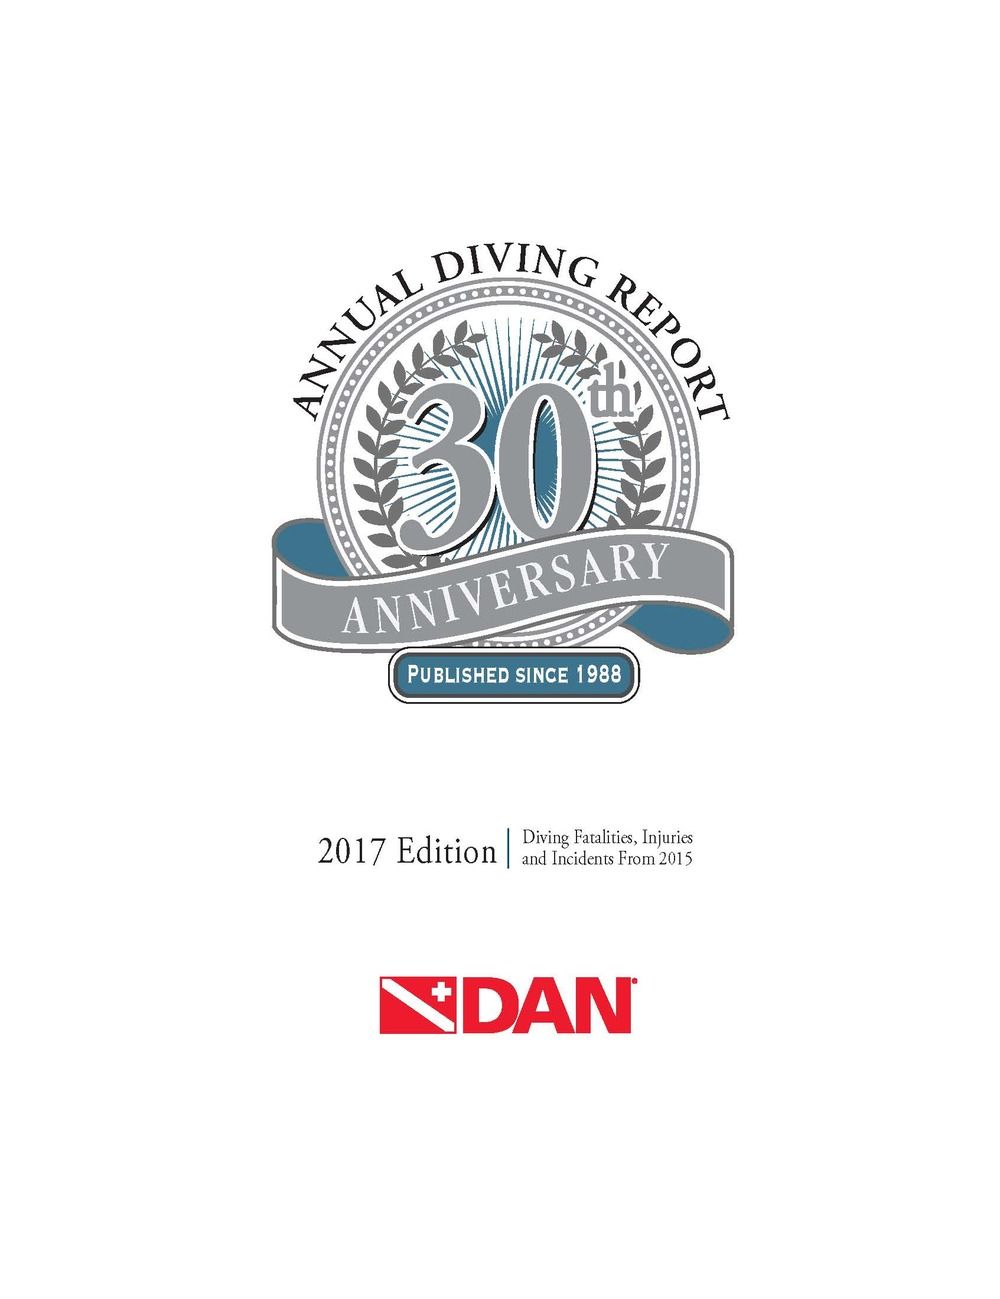 ANNUAL DIVING REPORT
30th
ANNIVERSARY
PUBLISHED SINCE 1988
2017 Edition
Diving Fatalities, Injuries
and Incidents From 2015
DAN®